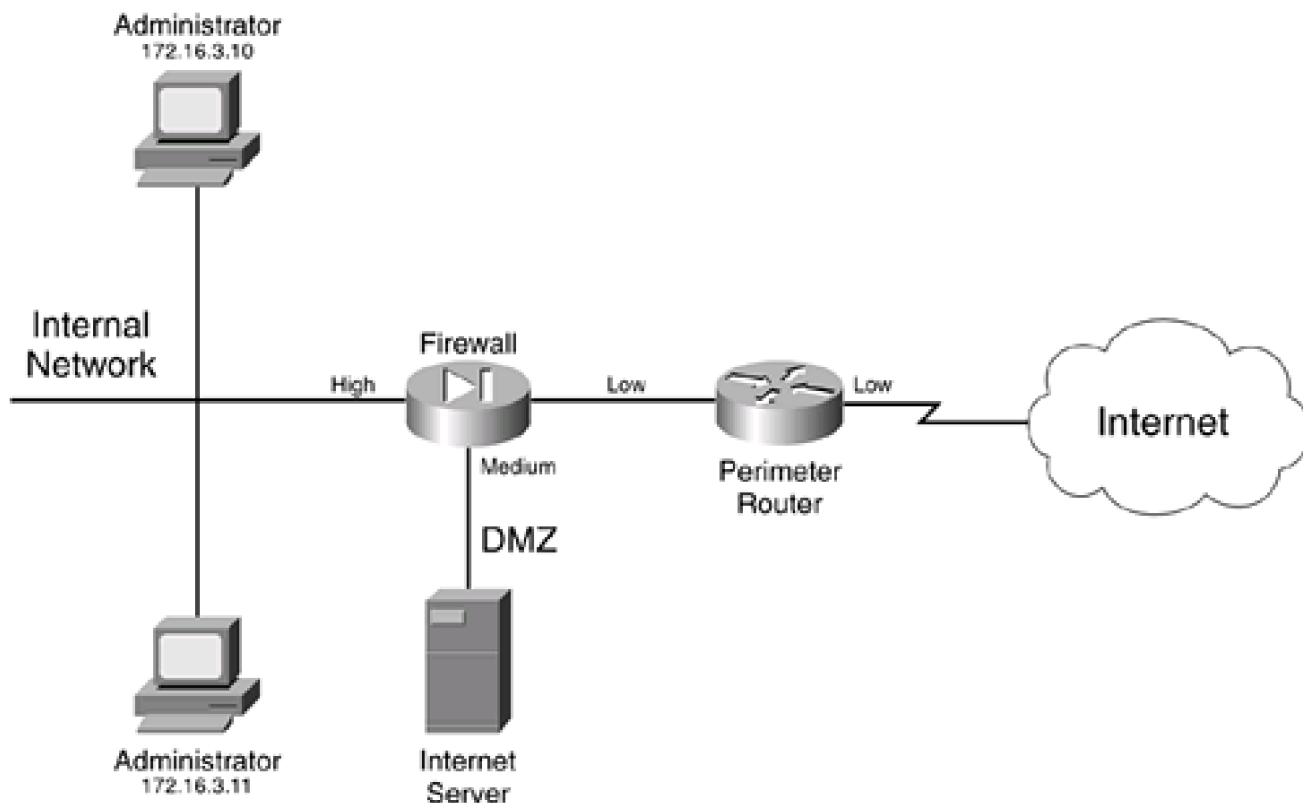 Administrator
172.16.3.10
Internal
Network
High
Firewall
Low
Low
Internet
Medium
Perimeter
Router
DMZ
Administrator
172.16.3.11
Internet
Server